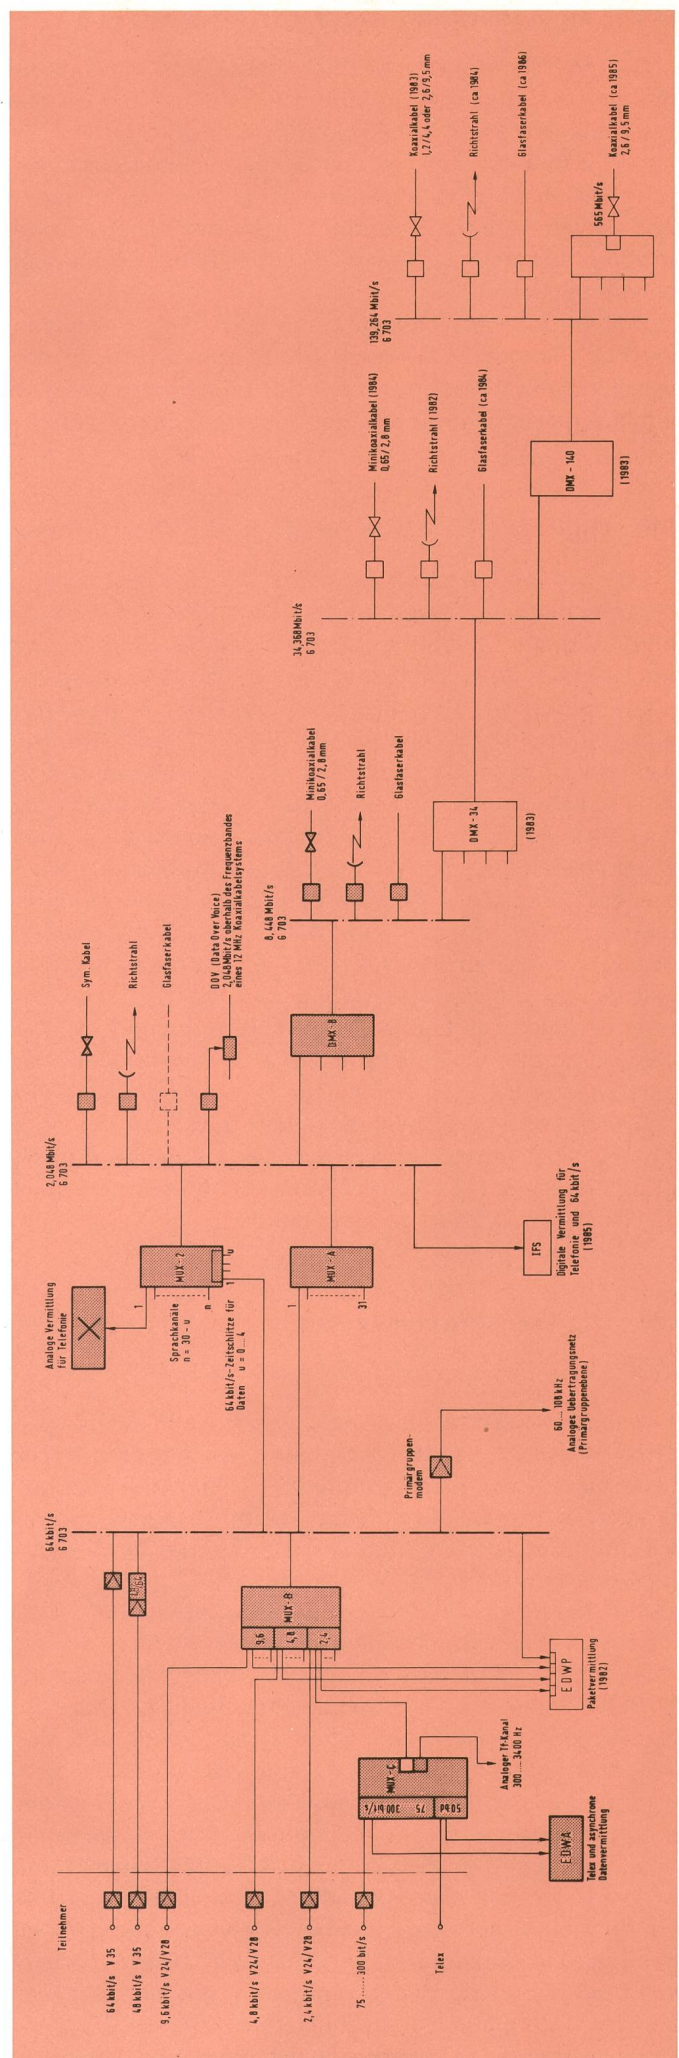 Teilnehmer
64 kbit/s V 35
48 kbit/s V 35
9,6 kbit/s V24/V28
4,8 kbit/s V24/V28
2,4 kbit/s V24/V28
75 ...... 300 bit/s
Telex
MUX-C
75 300 bit/s
50 bd
EDWA
Telex und asynchrone
Datenvermittlung
Analoger Tf-Kanal
300 .... 3400 Hz
EDWP
Paketvermittlung
(1982)
48
64
MUX-B
9,6
4,8
2,4
64 kbit/s
G 703
Primärgruppen-
modem
60 .... 108 kHz
Analoges Uebertragungsnetz
(Primärgruppenebene)
Analoge Vermittlung
für Telefonie
MUX-2
1
n
1
u
Sprachkanäle
n = 30 - u
64 kbit/s-Zeitschlitze für
Daten u = 0 ... 4
MUX-A
1
31
IFS
Digitale Vermittlung für
Telefonie und 64 kbit/s
(1985)
2,048 Mbit/s
G 703
Sym. Kabel
Richtstrahl
Glasfaserkabel
DOV (Data Over Voice)
2,048 Mbit/s oberhalb des Frequenzbandes
eines 12 MHz Koaxialkabelsystems
DMX-8
8,448 Mbit/s
G 703
Minikoaxialkabel
0,65 / 2,8 mm
Richtstrahl
Glasfaserkabel
DMX-34
(1983)
34,368 Mbit/s
G 703
Minikoaxialkabel (1984)
0,65 / 2,8 mm
Richtstrahl (1982)
Glasfaserkabel (ca 1984)
DMX-140
(1983)
139,264 Mbit/s
G 703
Koaxialkabel (1983)
1,2/4,4 oder 2,6/9,5 mm
Richtstrahl (ca 1984)
Glasfaserkabel (ca 1986)
565 Mbit/s
Koaxialkabel (ca 1985)
2,6 / 9,5 mm